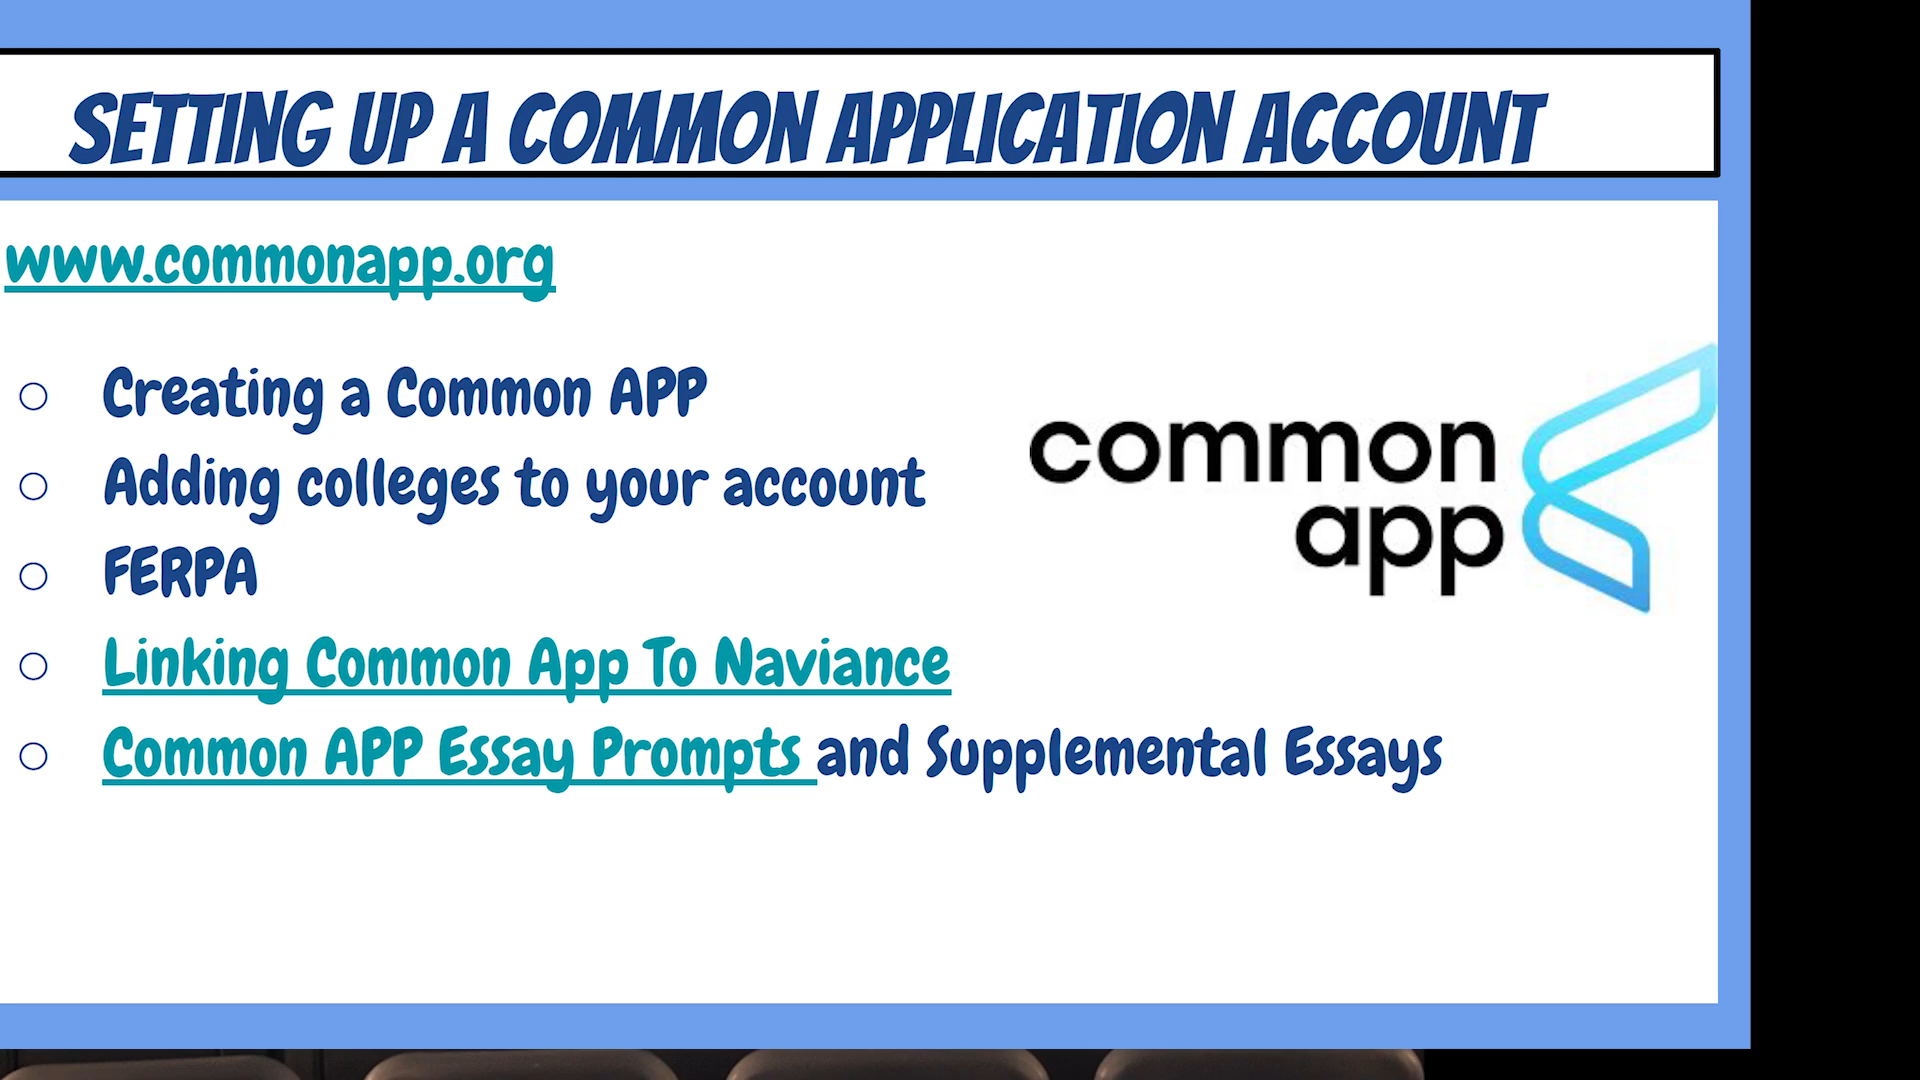 SETTING UP A COMMON APPLICATION ACCOUNT
www.commonapp.org
Creating a Common APP
Adding colleges to your account
FERPA
Linking Common App To Naviance
Common APP Essay Prompts and Supplemental Essays
common
app